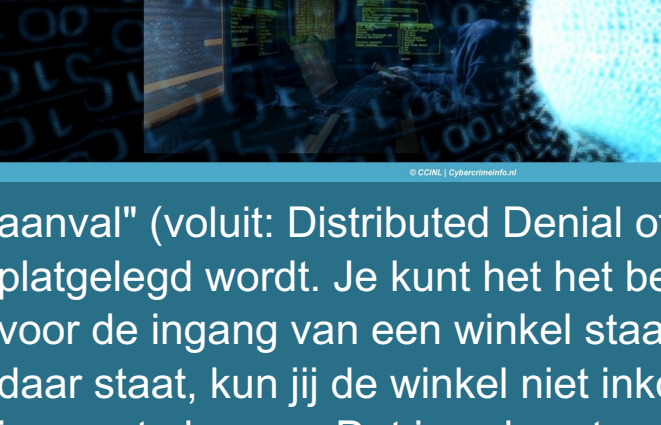 © CCINL | Cybercrimeinfo.nl
aanval" (voluit: Distributed Denial of
platgelegd wordt. Je kunt het het be
voor de ingang van een winkel staa
daar staat, kun jij de winkel niet inko